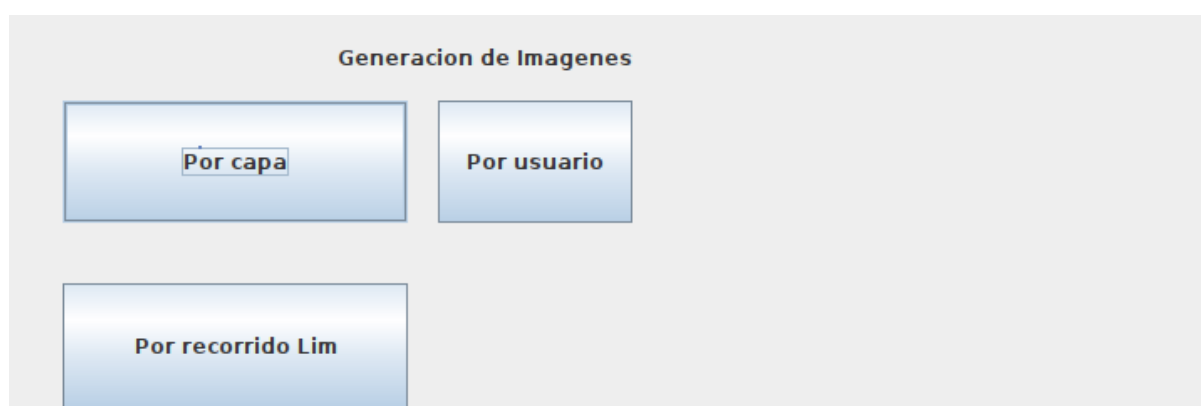 Generacion de Imagenes
Por capa
Por usuario
Por recorrido Lim